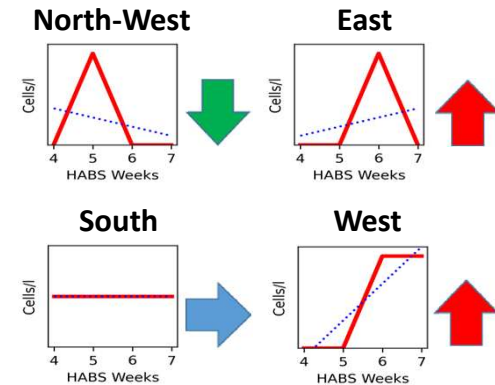 North-West
Cells/l
4 5 6 7
HABS Weeks
East
Cells/l
4 5 6 7
HABS Weeks
South
Cells/l
4 5 6 7
HABS Weeks
West
Cells/l
4 5 6 7
HABS Weeks